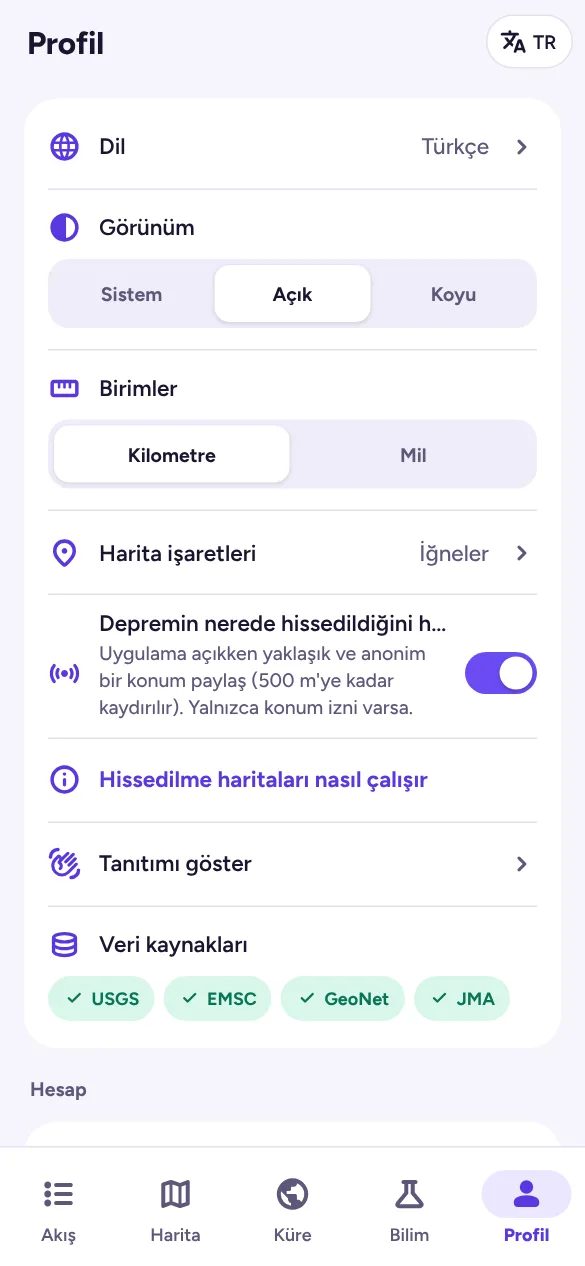 Profil
TR
Dil
Türkçe
Görünüm
Sistem
Açık
Koyu
Birimler
Kilometre
Mil
Harita işaretleri
İğneler
Depremin nerede hissedildiğini h...
Uygulama açıkken yaklaşık ve anonim
bir konum paylaş (500 m'ye kadar
kaydırılır). Yalnızca konum izni varsa.
Hissedilme haritaları nasıl çalışır
Tanıtımı göster
Veri kaynakları
USGS
EMSC
GeoNet
JMA
Hesap
Akış
Harita
Küre
Bilim
Profil